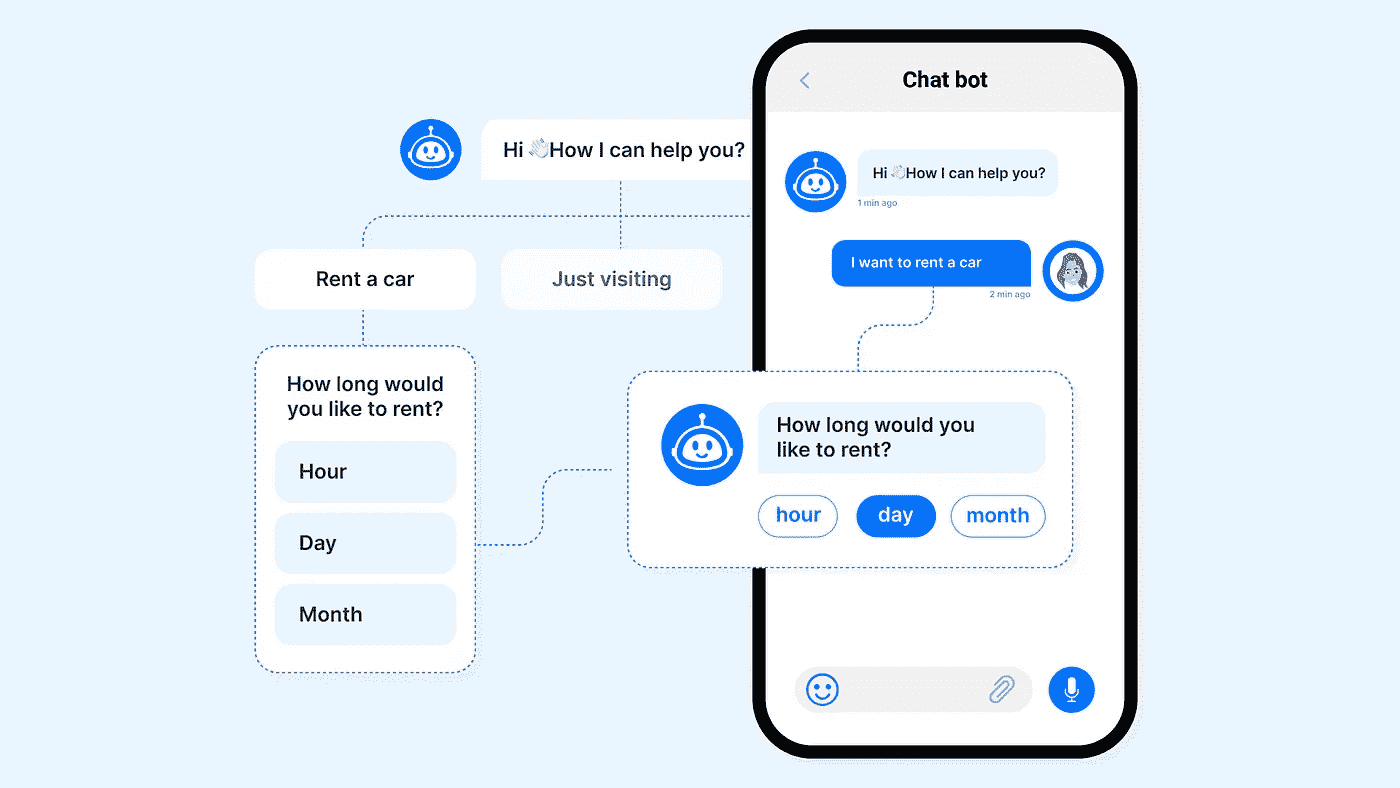 Hi 👋How I can help you?
Rent a car
Just visiting
How long would
you like to rent?
Hour
Day
Month
Chat bot
Hi 👋How I can help you?
1 min ago
I want to rent a car
2 min ago
How long would you
like to rent?
hour
day
month